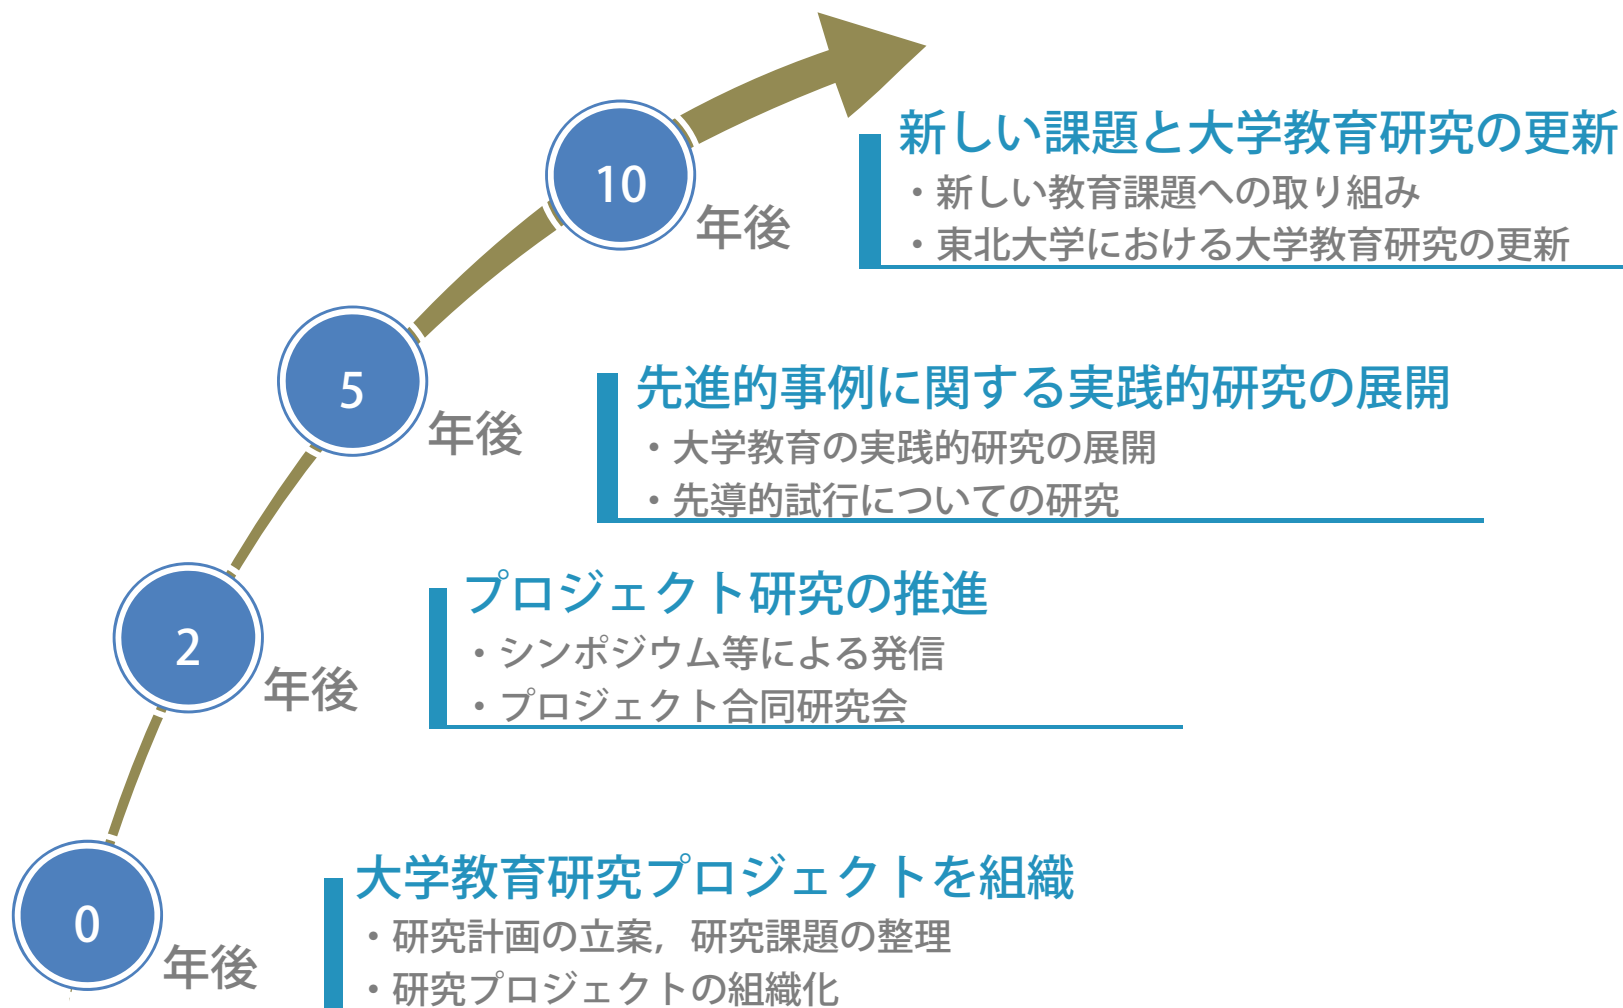 10
年後
新しい課題と大学教育研究の更新
・新しい教育課題への取り組み
・東北大学における大学教育研究の更新
5
年後
先進的事例に関する実践的研究の展開
・大学教育の実践的研究の展開
・先導的試行についての研究
2
年後
プロジェクト研究の推進
・シンポジウム等による発信
・プロジェクト合同研究会
0
年後
大学教育研究プロジェクトを組織
・研究計画の立案，研究課題の整理
・研究プロジェクトの組織化